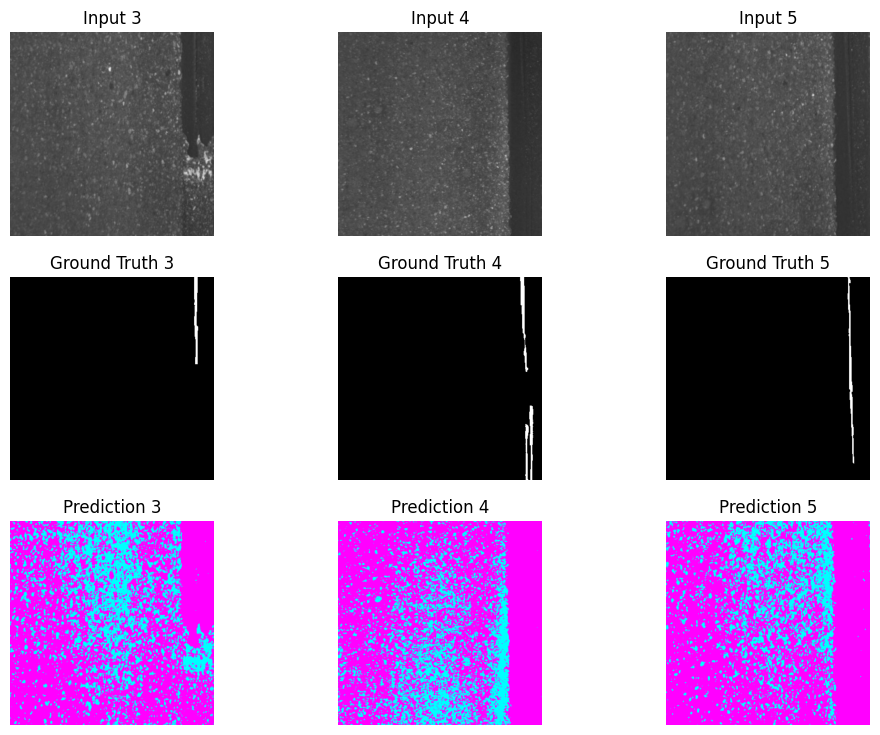 Input 3
Input 4
Input 5
Ground Truth 3
Ground Truth 4
Ground Truth 5
Prediction 3
Prediction 4
Prediction 5